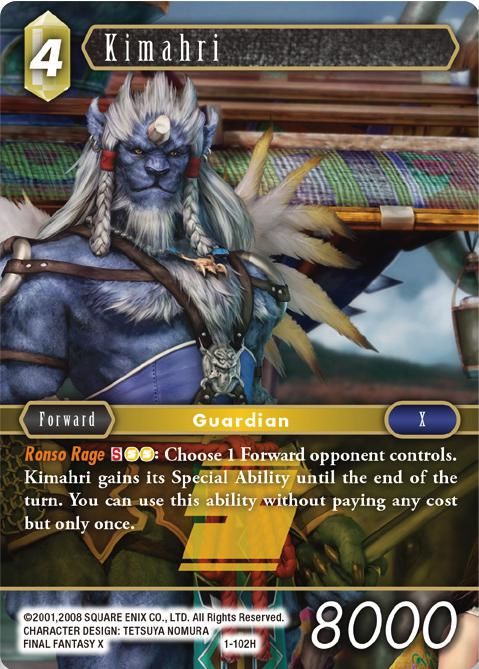 4
Kimahri
Forward
Guardian
X
Ronso Rage S: Choose 1 Forward opponent controls.
Kimahri gains its Special Ability until the end of the
turn. You can use this ability without paying any cost
but only once.
©2001,2008 SQUARE ENIX CO., LTD. All Rights Reserved.
CHARACTER DESIGN: TETSUYA NOMURA
FINAL FANTASY X
1-102H
8000